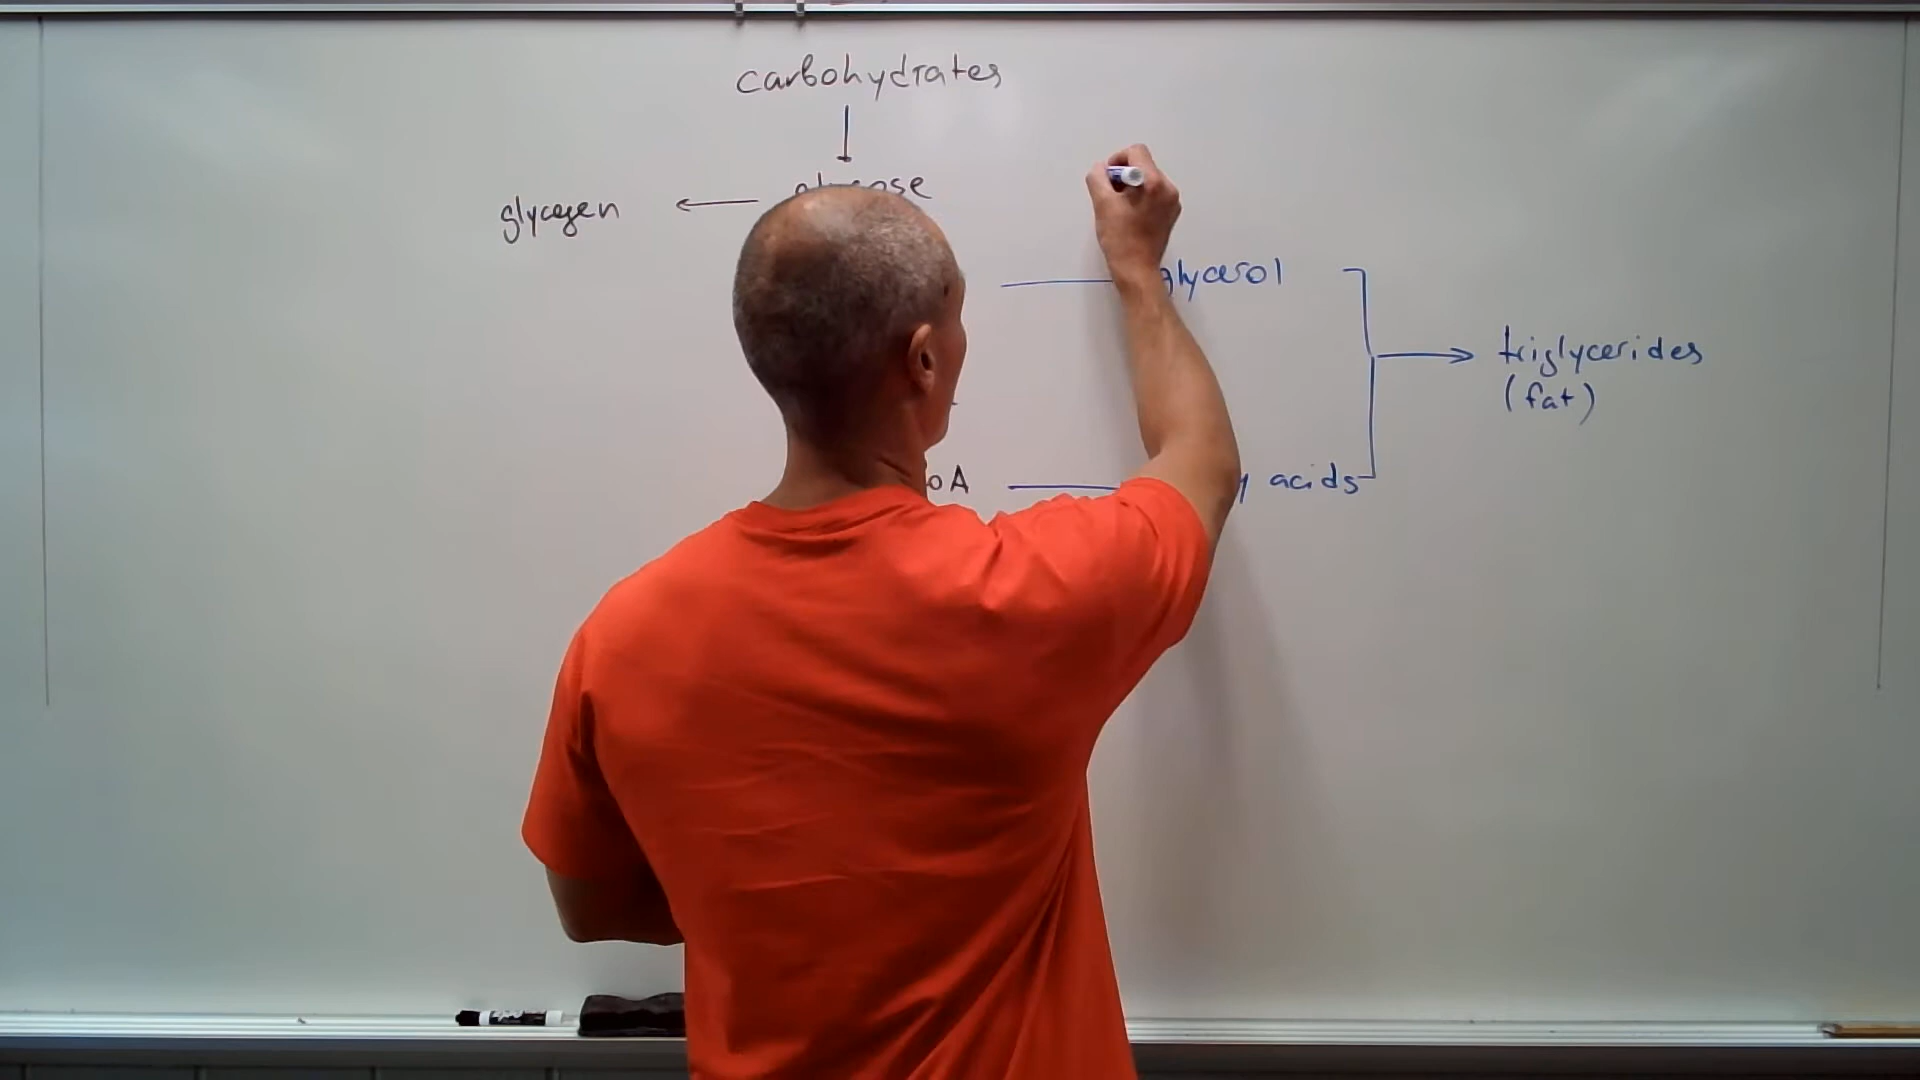 carbohydrates
glucose
glycogen
glycerol
triglycerides
(fat)
oA
acids